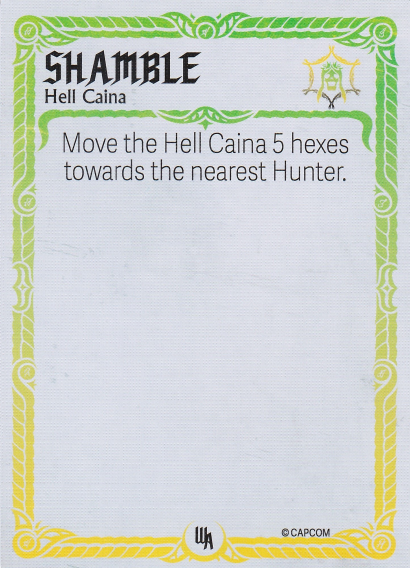 SHAMBLE
Hell Caina
Move the Hell Caina 5 hexes
towards the nearest Hunter.
© CAPCOM